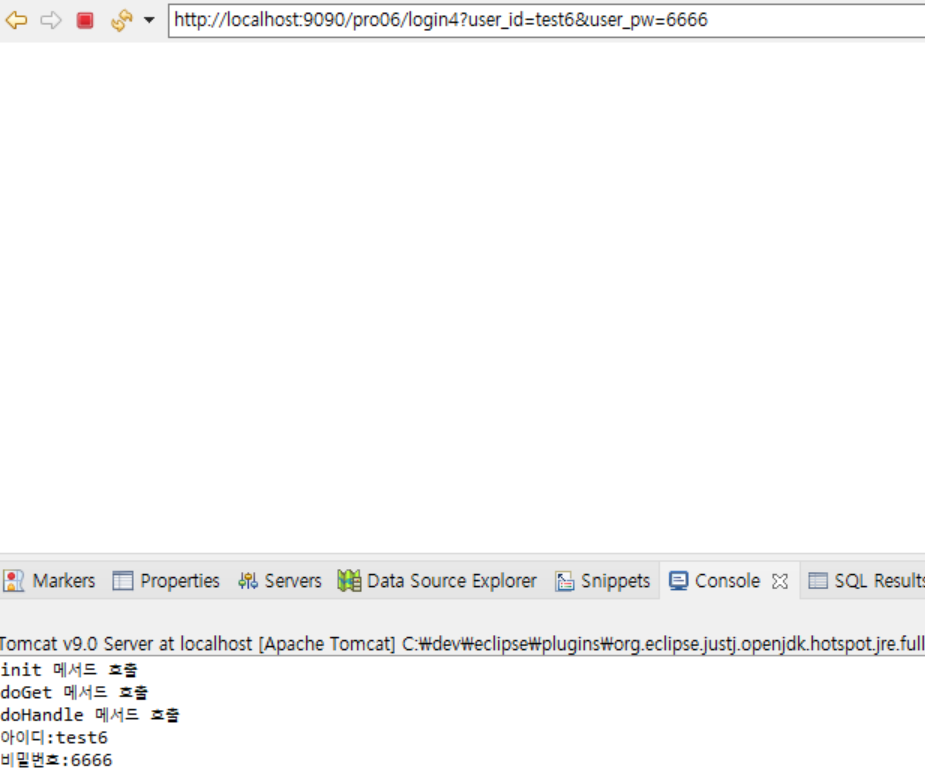 http://localhost:9090/pro06/login4?user_id=test6&user_pw=6666
Markers Properties Servers Data Source Explorer Snippets Console SQL Results
Tomcat v9.0 Server at localhost [Apache Tomcat] C:₩dev₩eclipse₩plugins₩org.eclipse.justj.openjdk.hotspot.jre.full
init 메서드 호출
doGet 메서드 호출
doHandle 메서드 호출
아이디:test6
비밀번호:6666